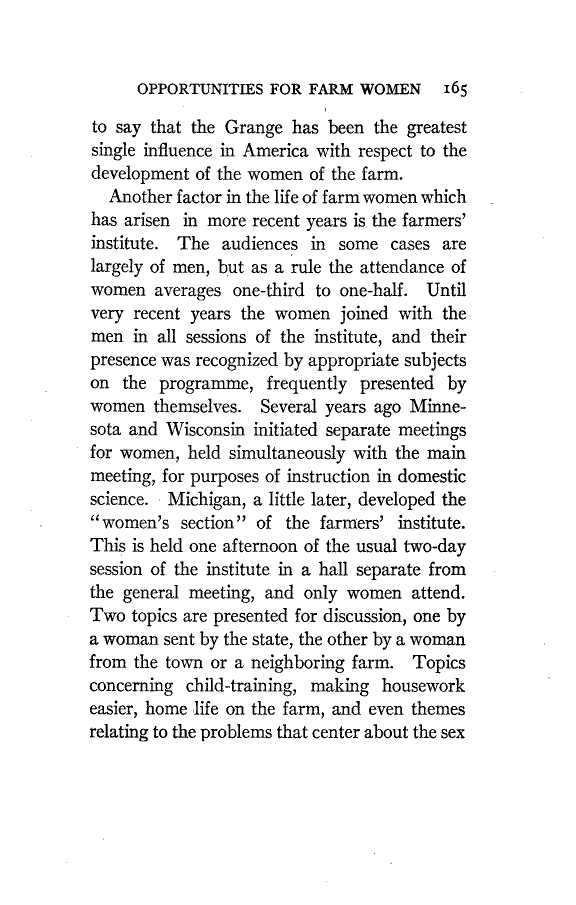 OPPORTUNITIES FOR FARM WOMEN 165
to say that the Grange has been the greatest
single influence in America with respect to the
development of the women of the farm.
Another factor in the life of farm women which
has arisen in more recent years is the farmers'
institute. The audiences in some cases are
largely of men, but as a rule the attendance of
women averages one-third to one-half. Until
very recent years the women joined with the
men in all sessions of the institute, and their
presence was recognized by appropriate subjects
on the programme, frequently presented by
women themselves. Several years ago Minne-
sota and Wisconsin initiated separate meetings
for women, held simultaneously with the main
meeting, for purposes of instruction in domestic
science. Michigan, a little later, developed the
"women's section" of the farmers' institute.
This is held one afternoon of the usual two-day
session of the institute in a hall separate from
the general meeting, and only women attend.
Two topics are presented for discussion, one by
a woman sent by the state, the other by a woman
from the town or a neighboring farm. Topics
concerning child-training, making housework
easier, home life on the farm, and even themes
relating to the problems that center about the sex